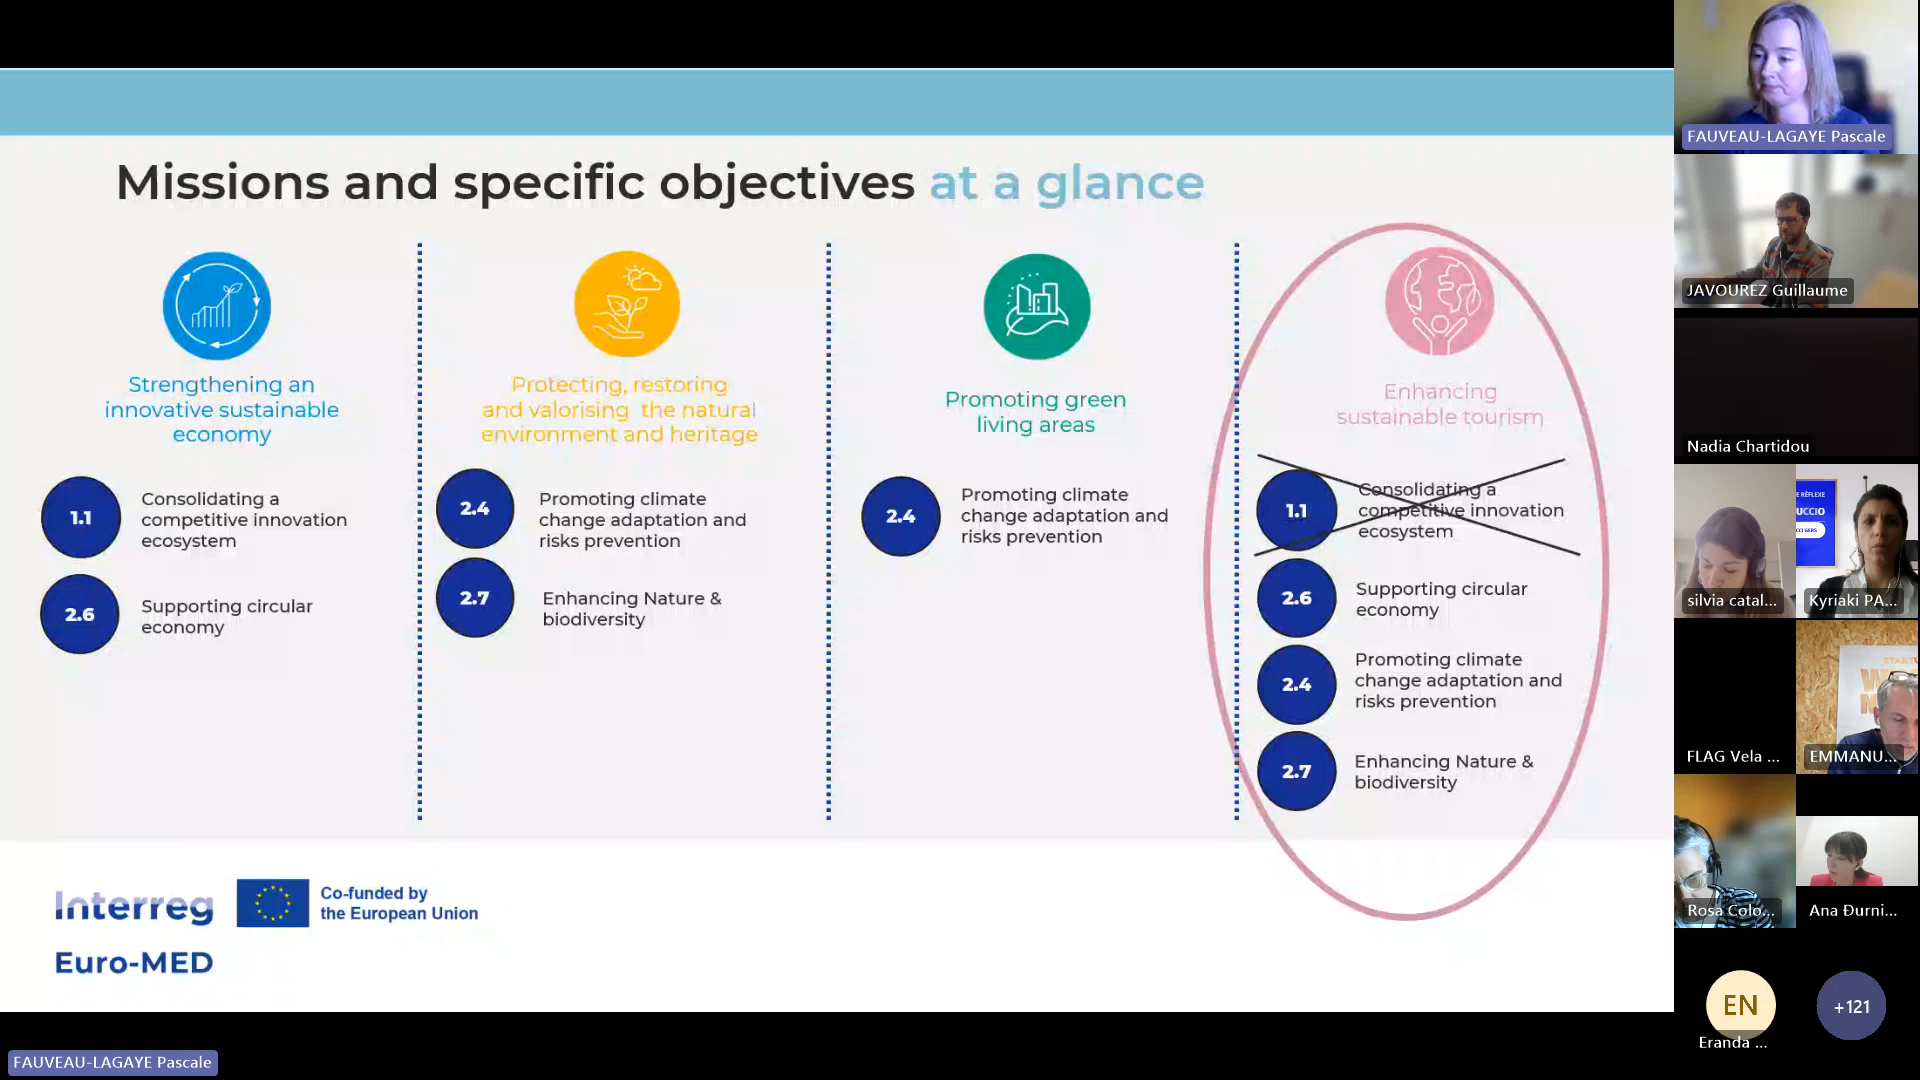 Missions and specific objectives at a glance
Strengthening an
innovative sustainable
economy
1.1
Consolidating a
competitive innovation
ecosystem
2.6
Supporting circular
economy
Protecting, restoring
and valorising the natural
environment and heritage
2.4
Promoting climate
change adaptation and
risks prevention
2.7
Enhancing Nature &
biodiversity
Promoting green
living areas
2.4
Promoting climate
change adaptation and
risks prevention
Enhancing
sustainable tourism
1.1
Consolidating a
competitive innovation
ecosystem
2.6
Supporting circular
economy
2.4
Promoting climate
change adaptation and
risks prevention
2.7
Enhancing Nature &
biodiversity
Interreg
Co-funded by
the European Union
Euro-MED
FAUVEAU-LAGAYE Pascale
FAUVEAU-LAGAYE Pascale
JAVOUREZ Guillaume
Nadia Chartidou
silvia catal...
UCCIO
Kyriaki PA...
FLAG Vela ...
EMMANU...
Rosa Colo...
Ana Đurni...
EN
Eranda ...
+121